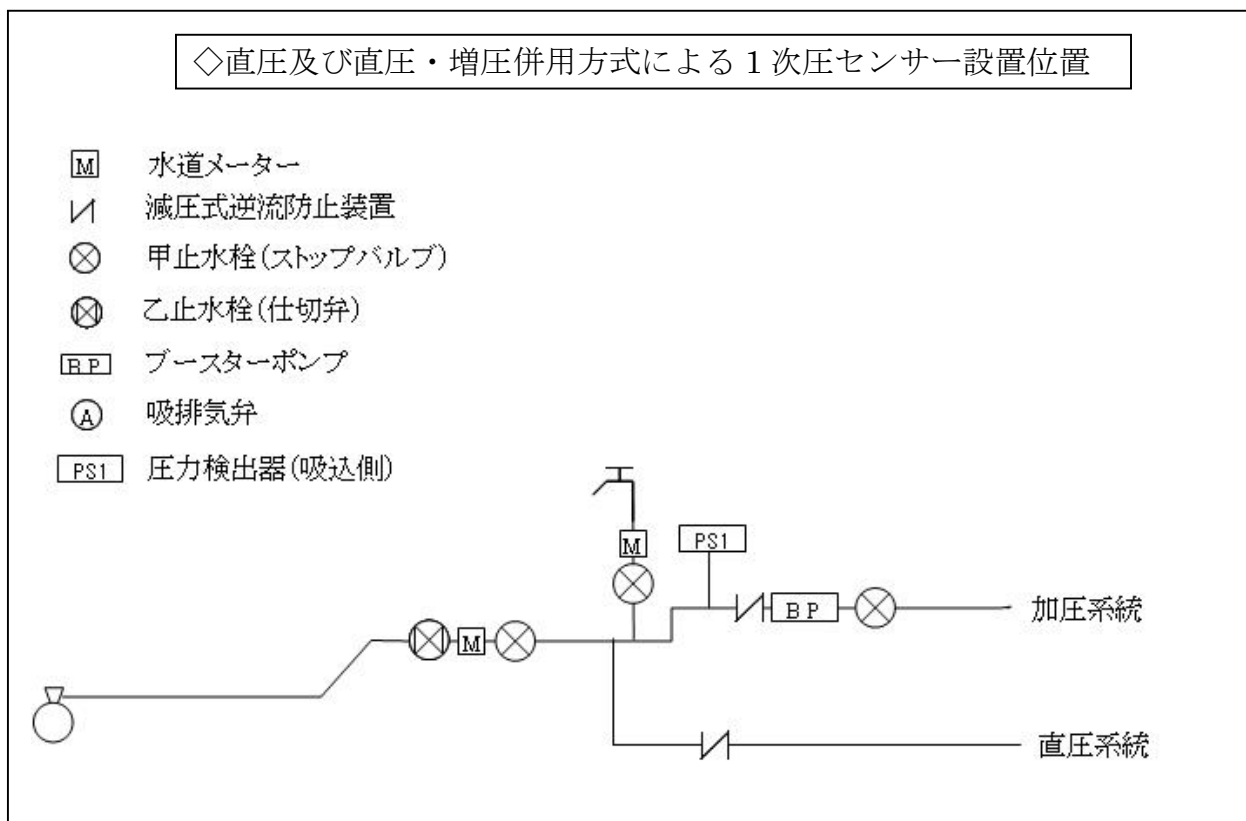 ◇直圧及び直圧・増圧併用方式による1次圧センサー設置位置
M 水道メーター
減圧式逆流防止装置
甲止水栓(ストップバルブ)
乙止水栓(仕切弁)
BP ブースターポンプ
A 吸排気弁
PS1 圧力検出器(吸込側)
M
PS1
BP
加圧系統
M
直圧系統